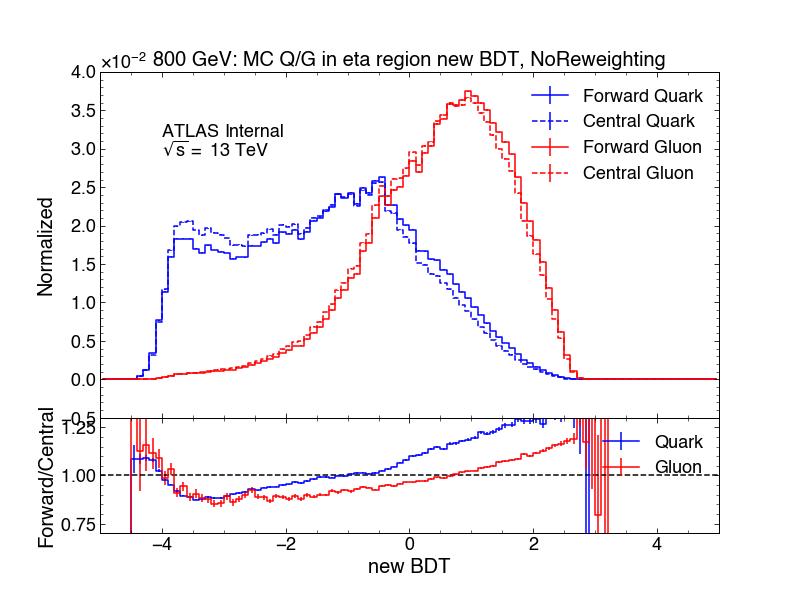 ×10⁻² 800 GeV: MC Q/G in eta region new BDT, NoReweighting
4.0
3.5
3.0
2.5
2.0
1.5
1.0
0.5
0.0
−0.5
Normalized
ATLAS Internal
√s = 13 TeV
Forward Quark
Central Quark
Forward Gluon
Central Gluon
1.25
1.00
0.75
Forward/Central
Quark
Gluon
−4 −2 0 2 4
new BDT